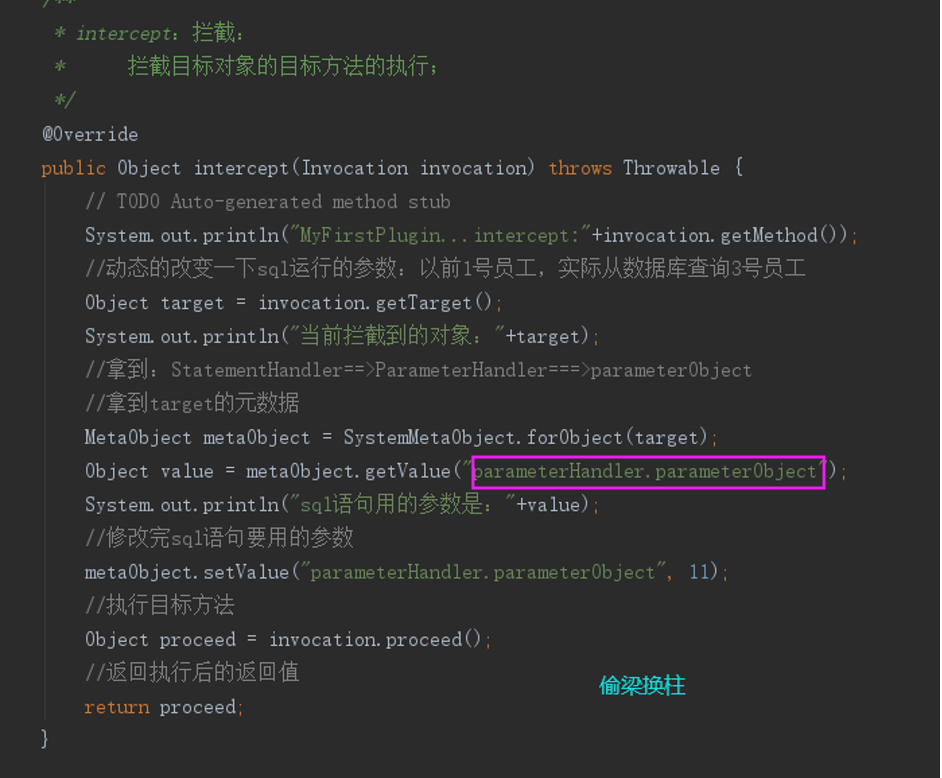 /**
* intercept：拦截：
*     拦截目标对象的目标方法的执行；
*/
@Override
public Object intercept(Invocation invocation) throws Throwable {
// TODO Auto-generated method stub
System.out.println("MyFirstPlugin...intercept:"+invocation.getMethod());
//动态的改变一下sql运行的参数：以前1号员工，实际从数据库查询3号员工
Object target = invocation.getTarget();
System.out.println("当前拦截到的对象："+target);
//拿到：StatementHandler==>ParameterHandler===>parameterObject
//拿到target的元数据
MetaObject metaObject = SystemMetaObject.forObject(target);
Object value = metaObject.getValue("parameterHandler.parameterObject");
System.out.println("sql语句用的参数是："+value);
//修改完sql语句要用的参数
metaObject.setValue("parameterHandler.parameterObject", 11);
//执行目标方法
Object proceed = invocation.proceed();
//返回执行后的返回值
偷梁换柱
return proceed;
}